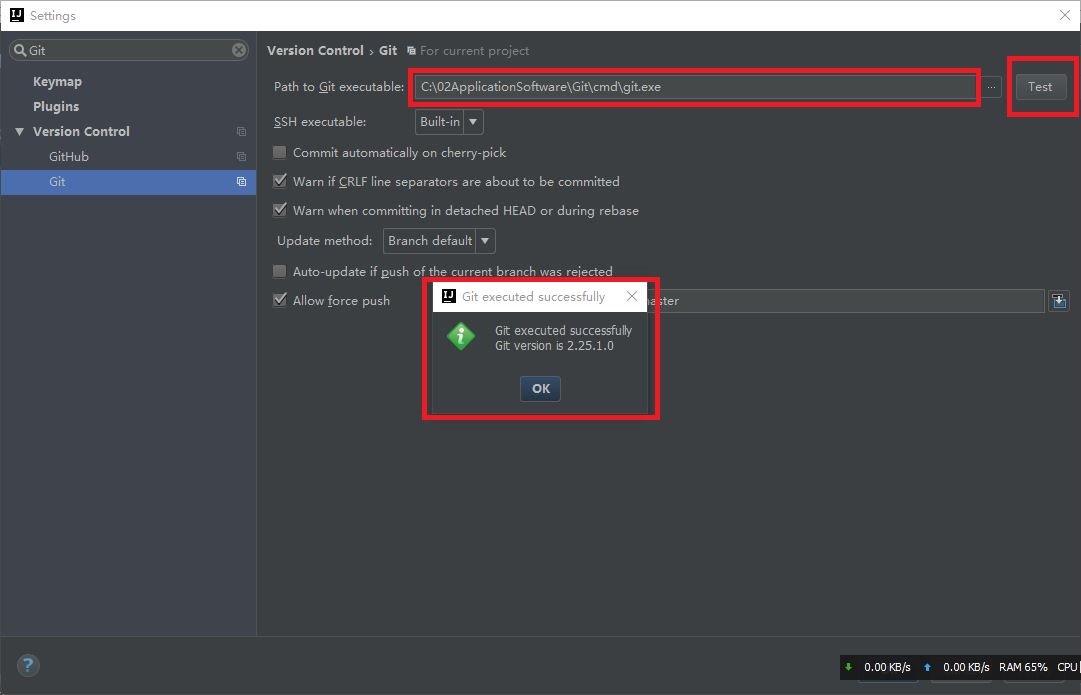 Settings
Git
Keymap
Plugins
Version Control
GitHub
Git
Version Control › Git For current project
Path to Git executable: C:\02ApplicationSoftware\Git\cmd\git.exe ... Test
SSH executable: Built-in
Commit automatically on cherry-pick
Warn if CRLF line separators are about to be committed
Warn when committing in detached HEAD or during rebase
Update method: Branch default
Auto-update if push of the current branch was rejected
Allow force push
Git executed successfully
Git executed successfully
Git version is 2.25.1.0
OK
?
0.00 KB/s 0.00 KB/s RAM 65% CPU